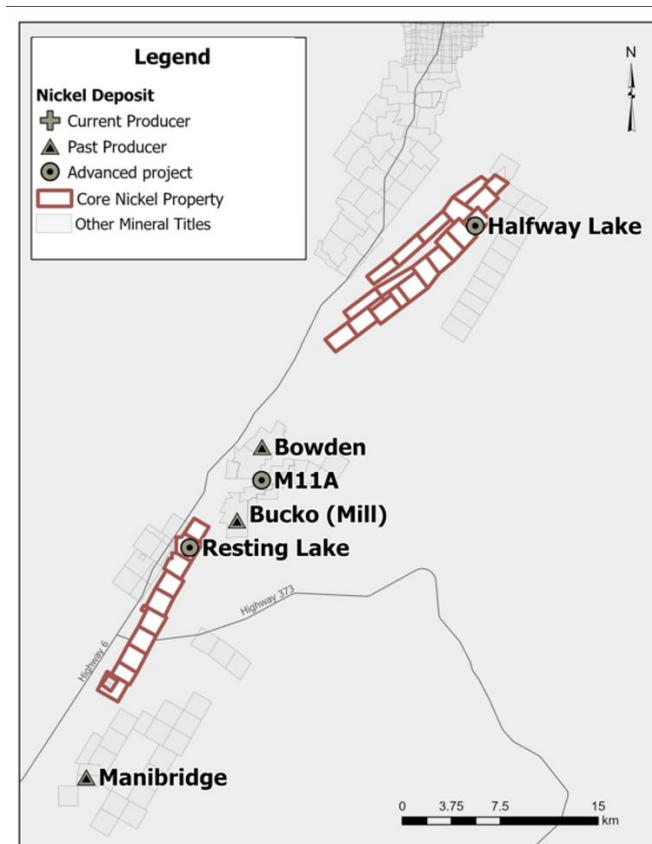 Legend
Nickel Deposit
Current Producer
Past Producer
Advanced project
Core Nickel Property
Other Mineral Titles
N
Halfway Lake
Bowden
M11A
Bucko (Mill)
Resting Lake
Highway 373
Highway 6
Manibridge
0 3.75 7.5 15
km